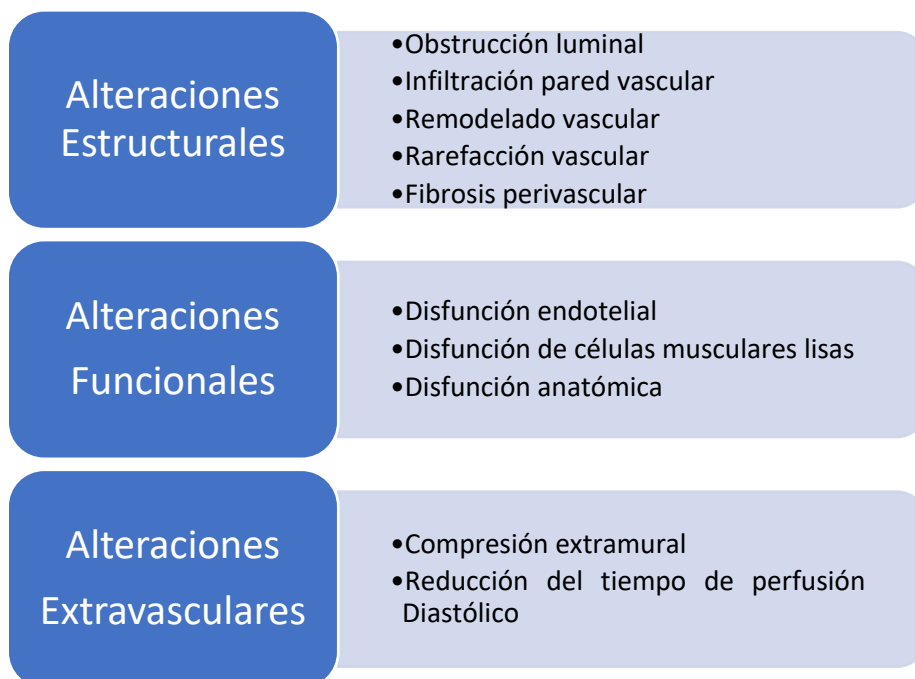 Alteraciones
Estructurales
•Obstrucción luminal
•Infiltración pared vascular
•Remodelado vascular
•Rarefacción vascular
•Fibrosis perivascular
Alteraciones
Funcionales
•Disfunción endotelial
•Disfunción de células musculares lisas
•Disfunción anatómica
Alteraciones
Extravasculares
•Compresión extramural
•Reducción del tiempo de perfusión
Diastólico